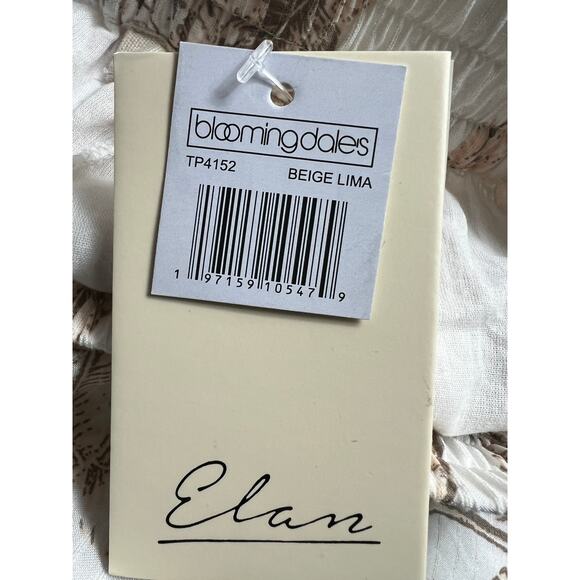 bloomingdale's
TP4152 BEIGE LIMA
1 97159 10547 9
Elan